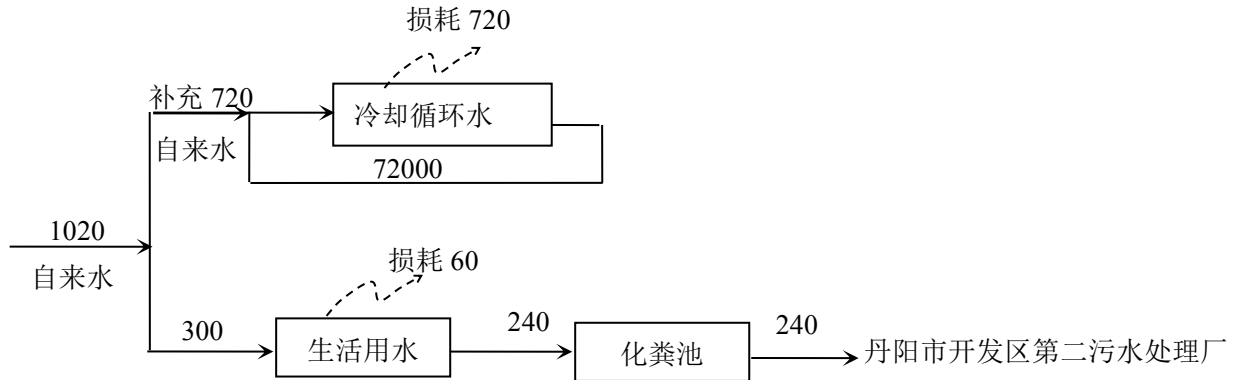 损耗 720
补充 720
冷却循环水
自来水
72000
1020
自来水
损耗 60
300
生活用水
240
化粪池
240
丹阳市开发区第二污水处理厂